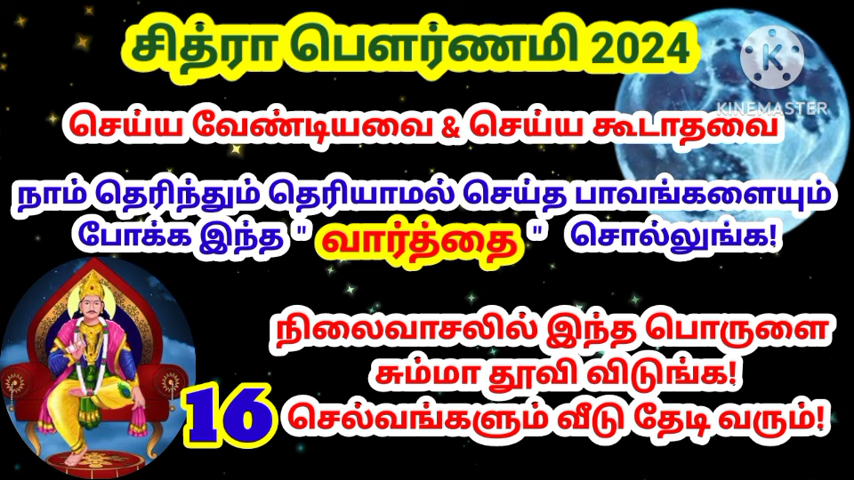 சித்ரா பௌர்ணமி 2024
K
KINEMASTER
செய்ய வேண்டியவை & செய்ய கூடாதவை
நாம் தெரிந்தும் தெரியாமல் செய்த பாவங்களையும்
போக்க இந்த " வார்த்தை " சொல்லுங்க!
நிலைவாசலில் இந்த பொருளை
சும்மா தூவி விடுங்க!
16 செல்வங்களும் வீடு தேடி வரும்!